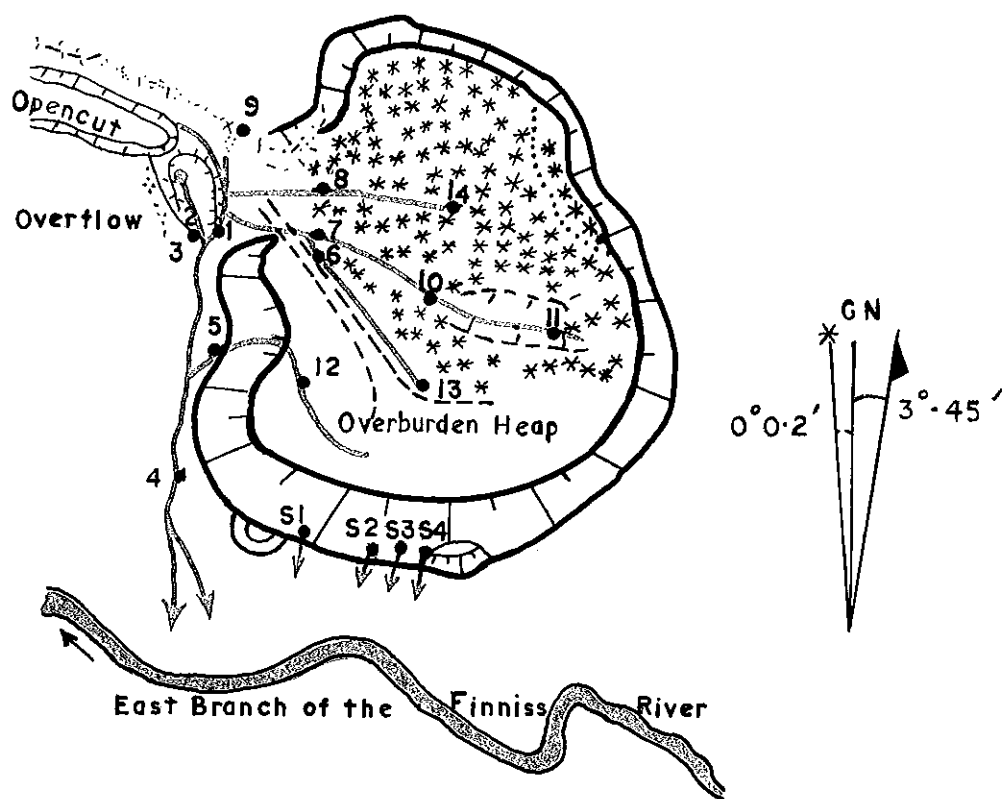 9
Opencut
8
14
2
Overflow
1
7
3
6
10
11
5
12
13
Overburden Heap
4
S1
S2 S3 S4
East Branch of the Finniss River
GN
0°0·2′
3°·45′